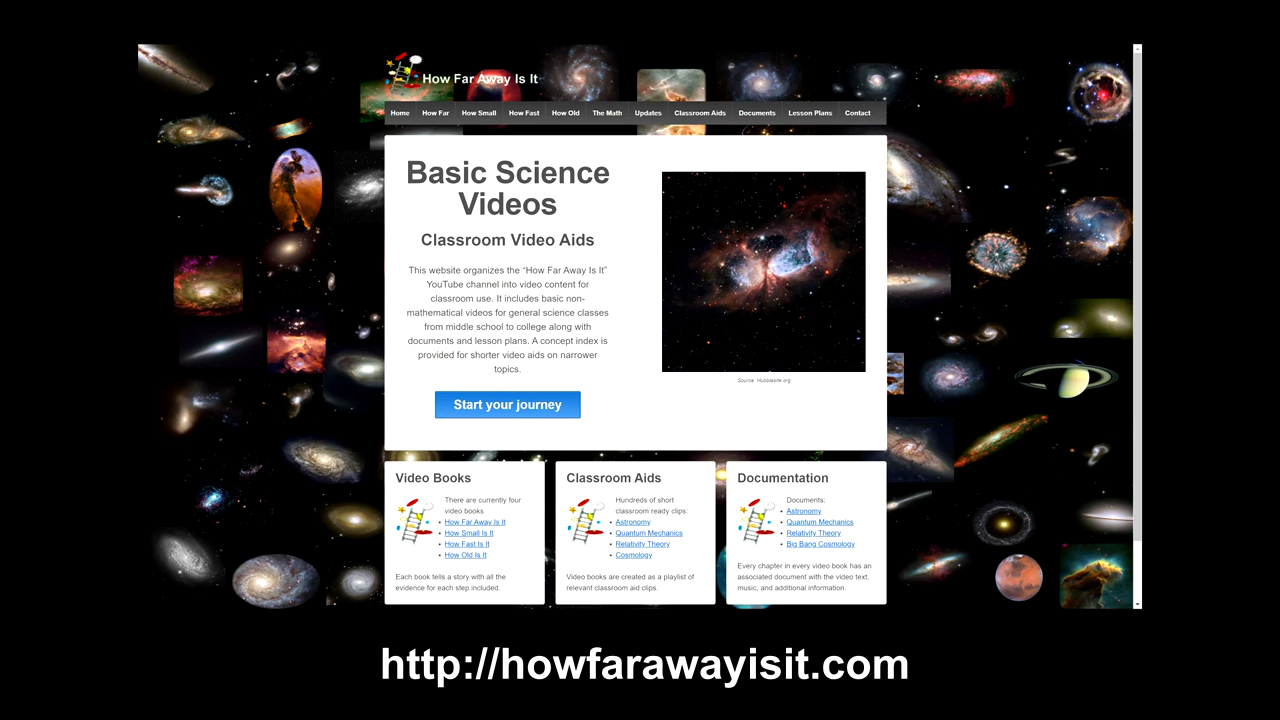 How Far Away Is It
Home How Far How Small How Fast How Old The Math Updates Classroom Aids Documents Lesson Plans Contact
Basic Science
Videos
Classroom Video Aids
This website organizes the “How Far Away Is It”
YouTube channel into video content for
classroom use. It includes basic non-
mathematical videos for general science classes
from middle school to college along with
documents and lesson plans. A concept index is
provided for shorter video aids on narrower
topics.
Start your journey
Source: Hubblesite.org
Video Books
There are currently four
video books.
• How Far Away Is It
• How Small Is It
• How Fast Is It
• How Old Is It
Each book tells a story with all the
evidence for each step included.
Classroom Aids
Hundreds of short
classroom ready clips:
• Astronomy
• Quantum Mechanics
• Relativity Theory
• Cosmology
Video books are created as a playlist of
relevant classroom aid clips.
Documentation
Documents:
• Astronomy
• Quantum Mechanics
• Relativity Theory
• Big Bang Cosmology
Every chapter in every video book has an
associated document with the video text,
music, and additional information.
http://howfarawayisit.com